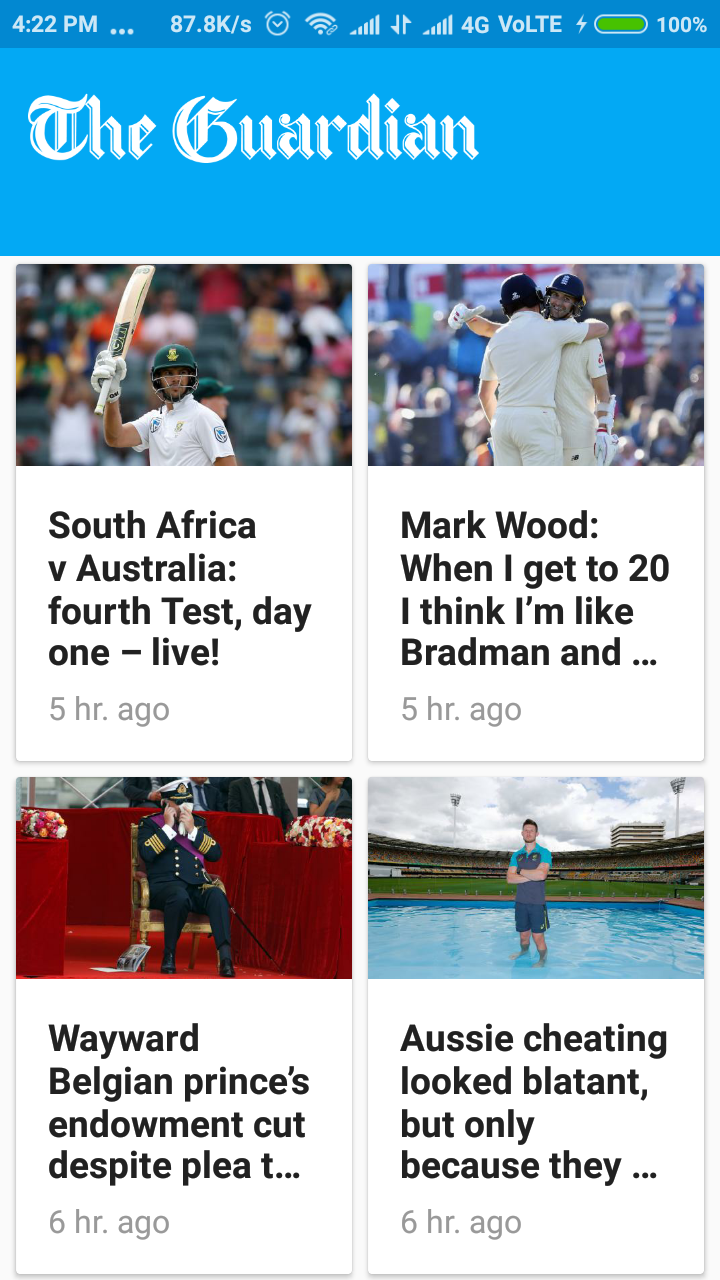 4:22 PM ... 87.8K/s 4G VoLTE 100%
The Guardian
South Africa
v Australia:
fourth Test, day
one – live!
5 hr. ago
Mark Wood:
When I get to 20
I think I’m like
Bradman and ...
5 hr. ago
Wayward
Belgian prince’s
endowment cut
despite plea t...
6 hr. ago
Aussie cheating
looked blatant,
but only
because they ...
6 hr. ago